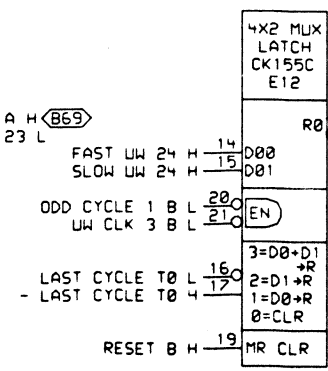 4X2 MUX
LATCH
CK155C
E12
A H B69
23 L
R0
FAST UW 24 H 14 D00
SLOW UW 24 H 15 D01
ODD CYCLE 1 B L 20
UW CLK 3 B L 21
EN
3=D0+D1
→R
LAST CYCLE T0 L 16
2=D1→R
- LAST CYCLE T0 H 17
1=D0→R
0=CLR
RESET B H 19 MR CLR